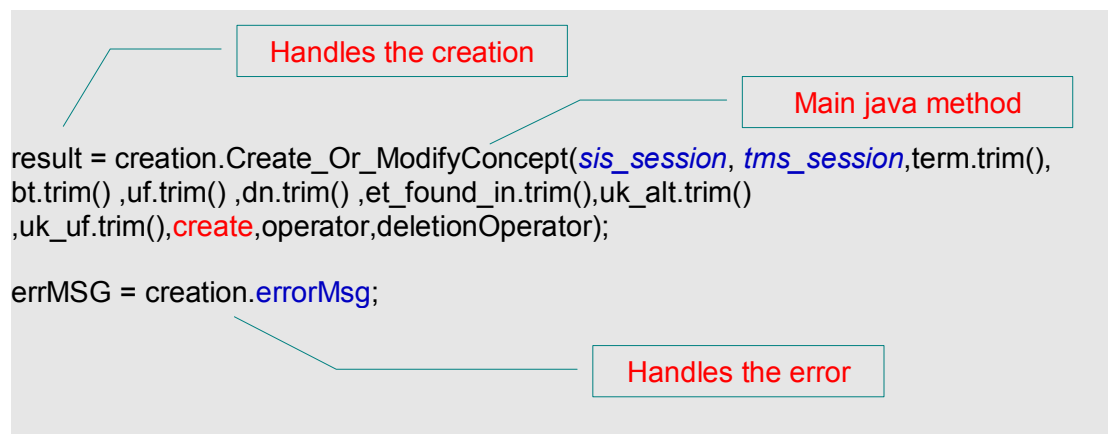 Handles the creation
Main java method
result = creation.Create_Or_ModifyConcept(sis_session, tms_session,term.trim(),
bt.trim() ,uf.trim() ,dn.trim() ,et_found_in.trim(),uk_alt.trim()
,uk_uf.trim(),create,operator,deletionOperator);
errMSG = creation.errorMsg;
Handles the error